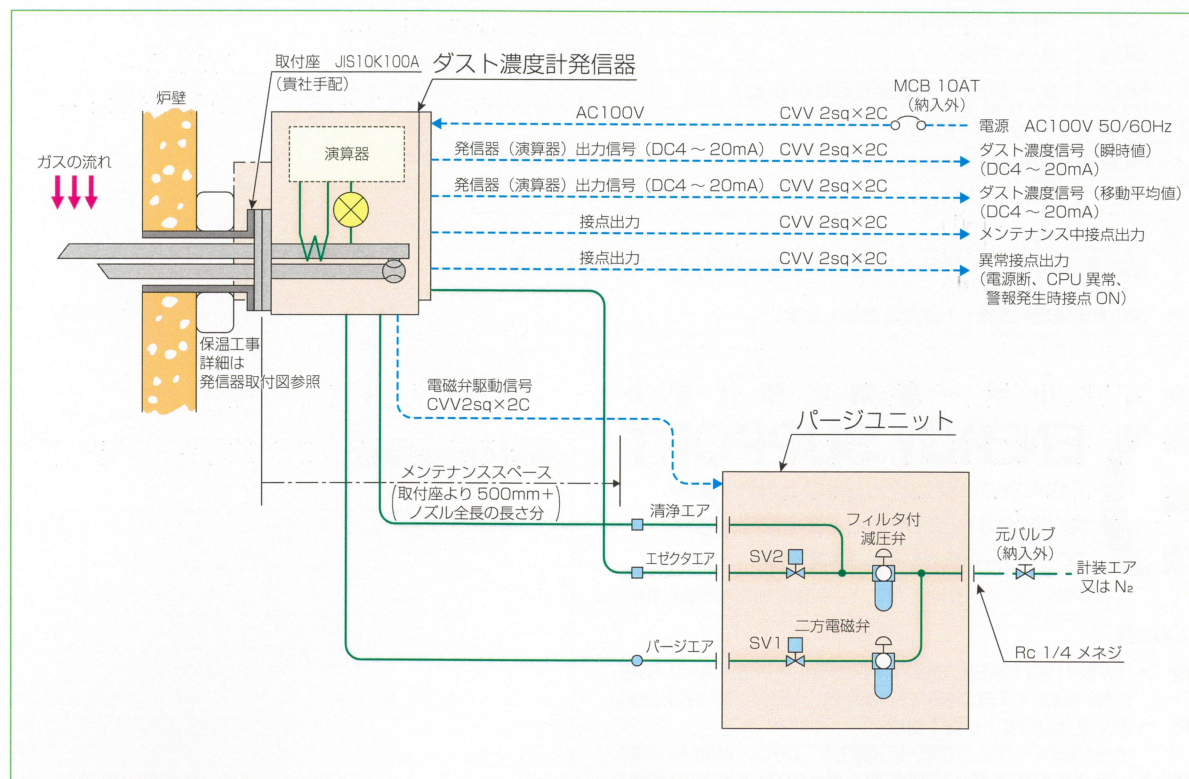 取付座 JIS10K100A
(貴社手配)
ダスト濃度計発信器
炉壁
ガスの流れ
演算器
MCB 10AT
(納入外)
AC100V CVV 2sq×2C
電源 AC100V 50/60Hz
発信器(演算器)出力信号(DC4～20mA) CVV 2sq×2C
ダスト濃度信号(瞬時値)
(DC4～20mA)
発信器(演算器)出力信号(DC4～20mA) CVV 2sq×2C
ダスト濃度信号(移動平均値)
(DC4～20mA)
接点出力 CVV 2sq×2C
メンテナンス中接点出力
接点出力 CVV 2sq×2C
異常接点出力
(電源断、CPU異常、
警報発生時接点ON)
保温工事
詳細は
発信器取付図参照
電磁弁駆動信号
CVV2sq×2C
メンテナンススペース
(取付座より500mm＋
ノズル全長の長さ分)
パージユニット
清浄エア
フィルタ付
減圧弁
エゼクタエア
SV2
元バルブ
(納入外)
計装エア
又はN₂
二方電磁弁
パージエア
SV1
Rc 1/4 メネジ